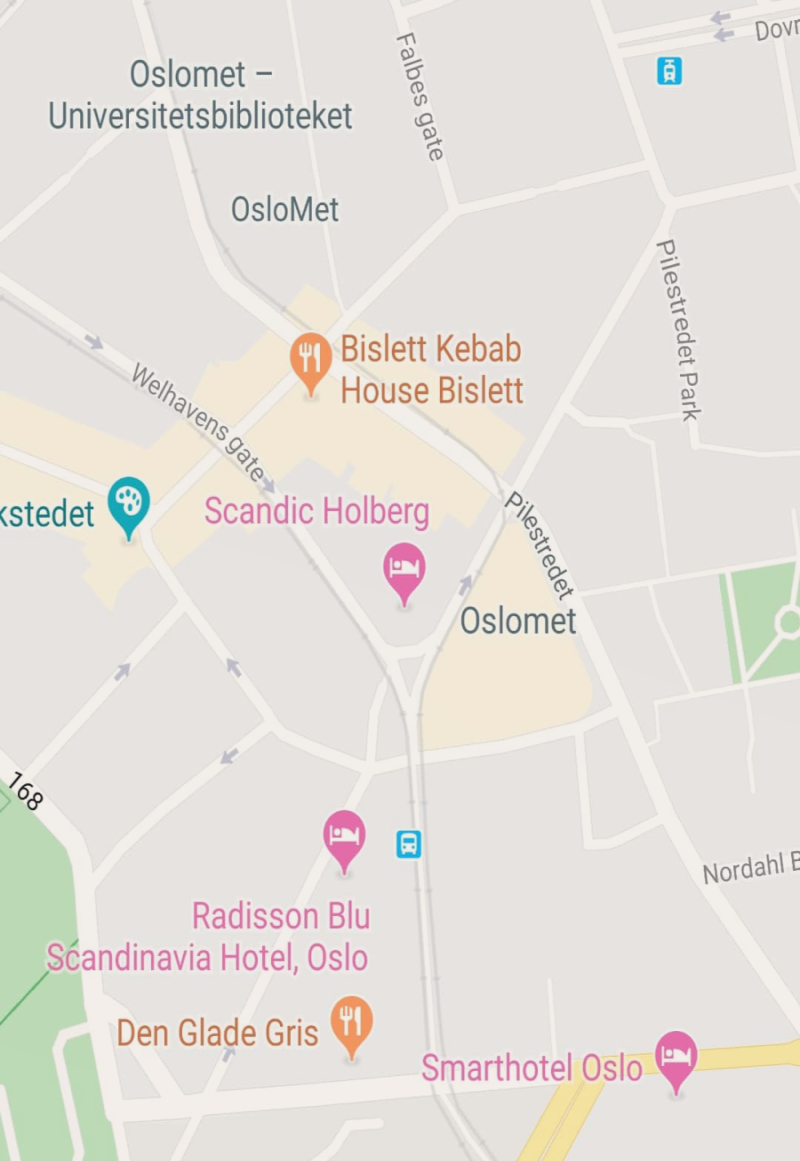 Dovr
Falbes gate
Oslomet –
Universitetsbiblioteket
OsloMet
Pilestredet Park
Bislett Kebab
House Bislett
Welhavens gate
kstedet
Scandic Holberg
Pilestredet
Oslomet
168
Nordahl B
Radisson Blu
Scandinavia Hotel, Oslo
Den Glade Gris
Smarthotel Oslo